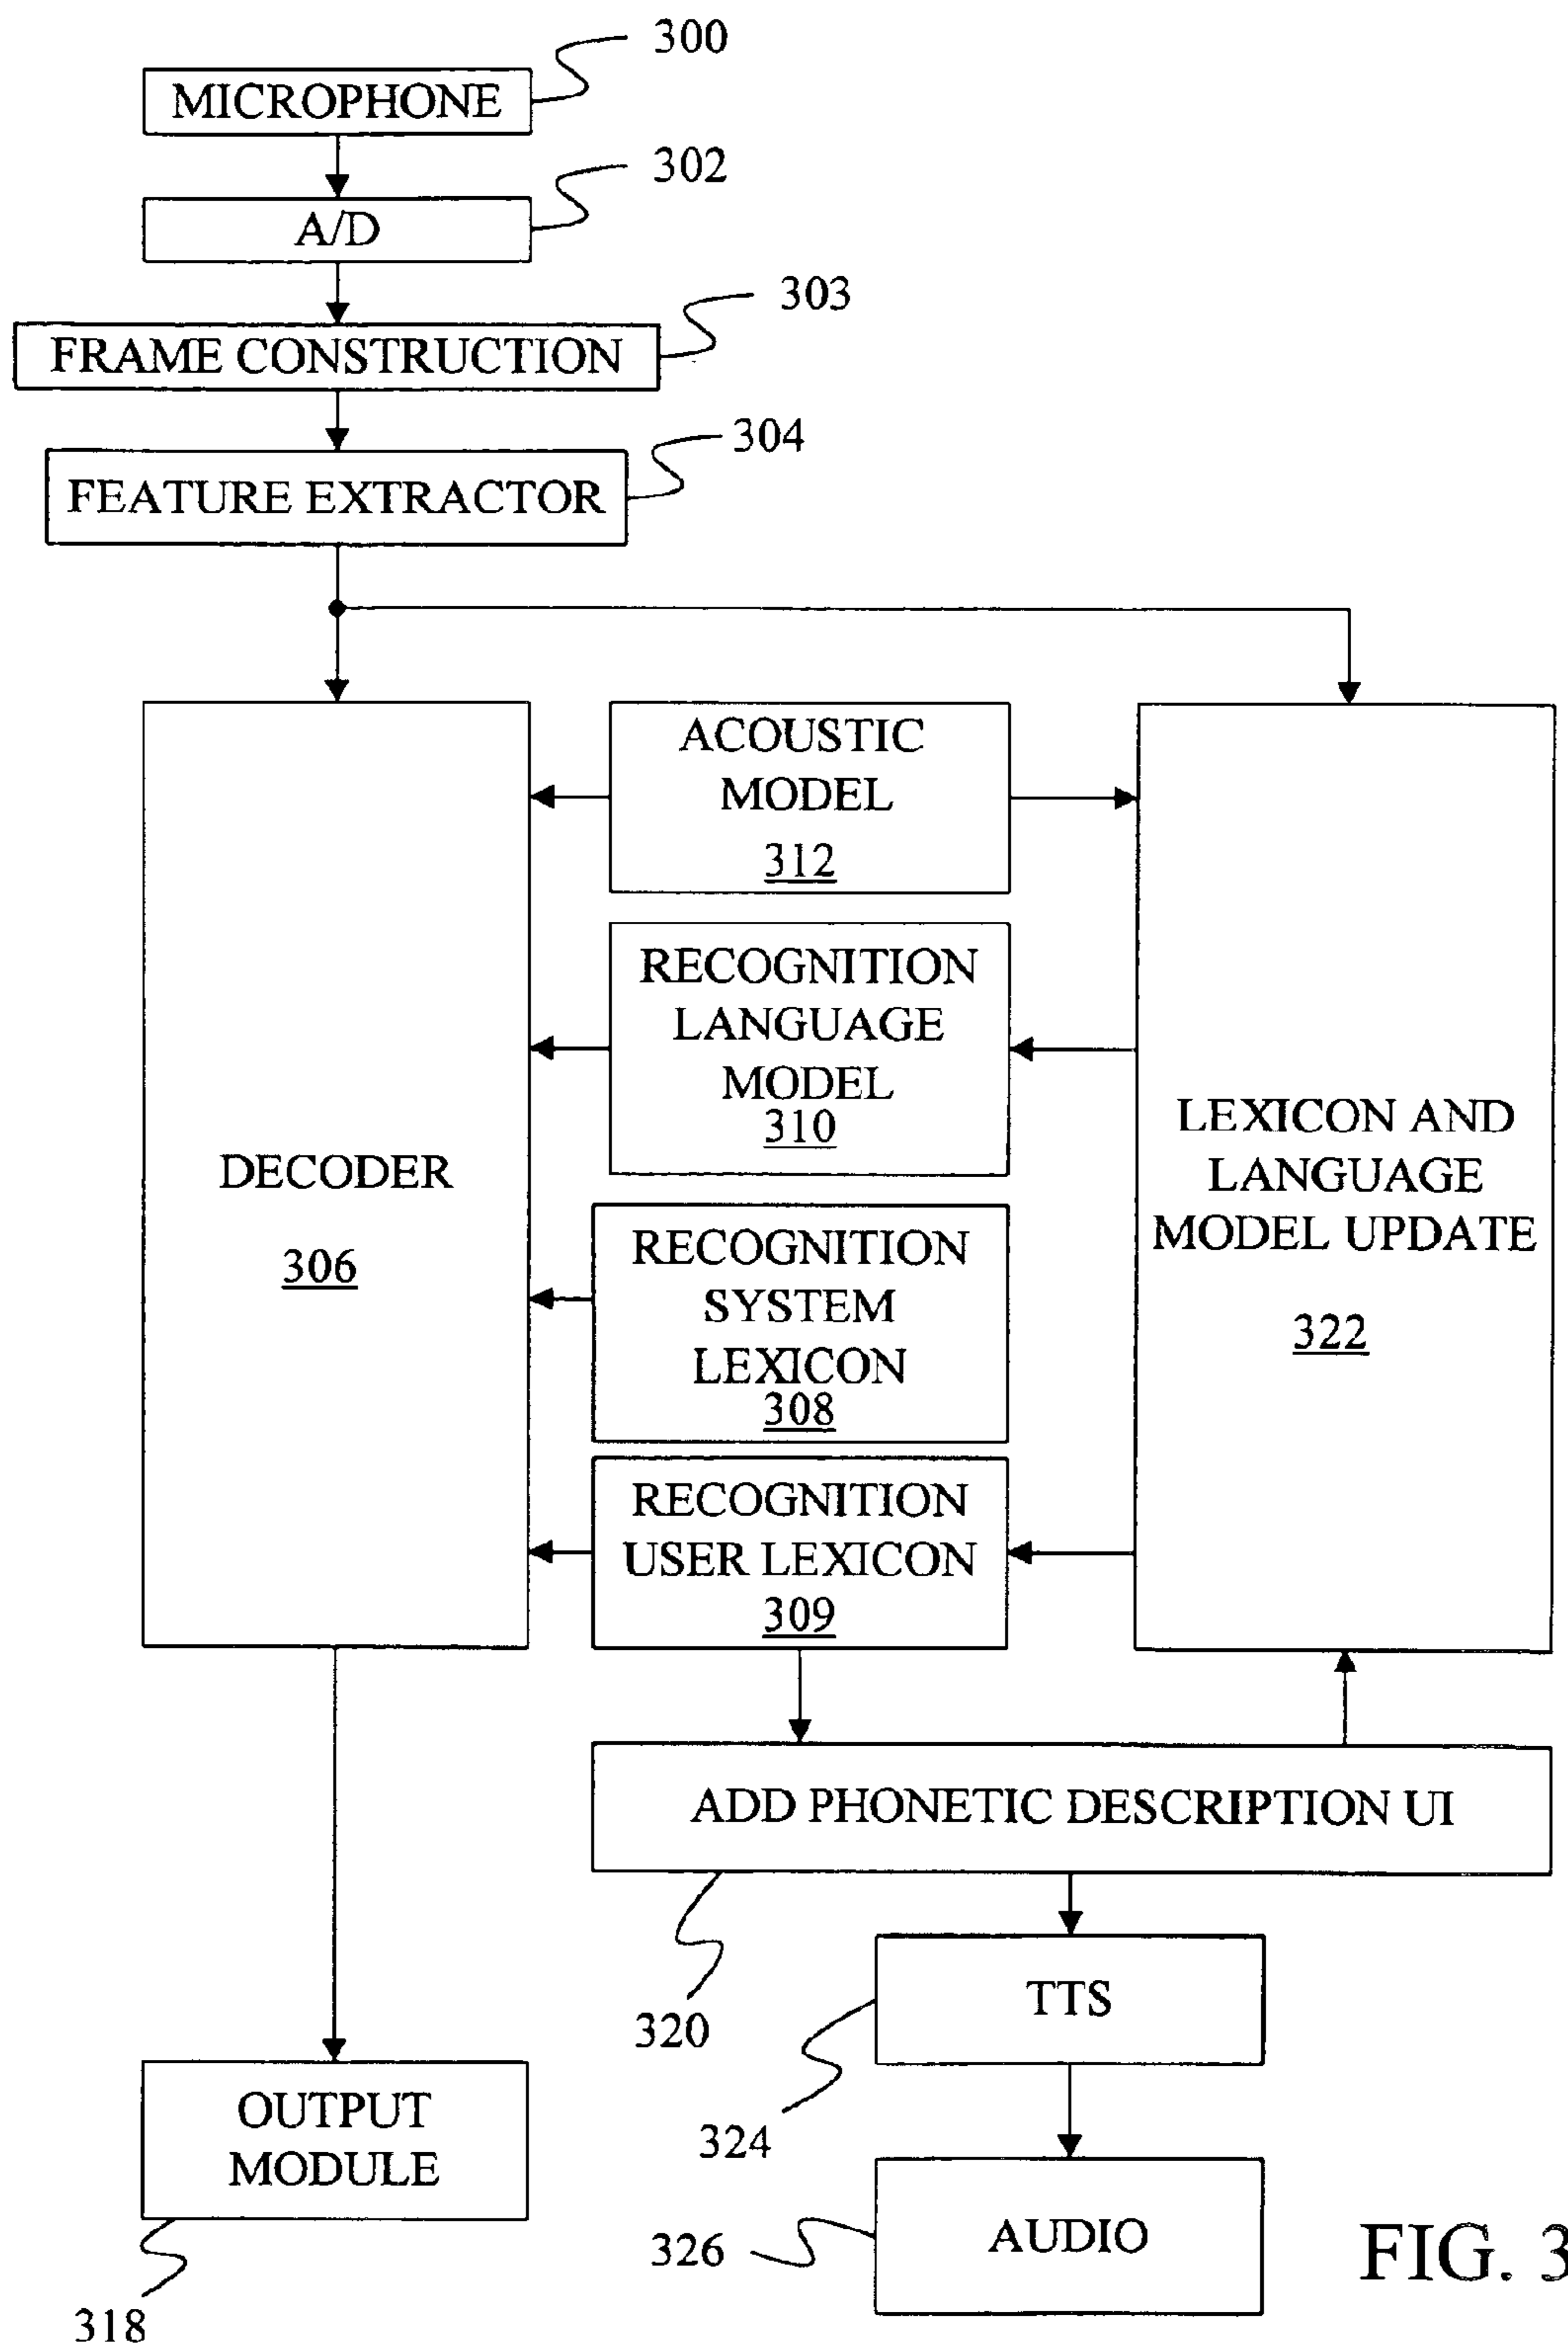 300
MICROPHONE
302
A/D
303
FRAME CONSTRUCTION
304
FEATURE EXTRACTOR
ACOUSTIC
MODEL
312
RECOGNITION
LANGUAGE
MODEL
310
DECODER
306
LEXICON AND
LANGUAGE
MODEL UPDATE
322
RECOGNITION
SYSTEM
LEXICON
308
RECOGNITION
USER LEXICON
309
ADD PHONETIC DESCRIPTION UI
320
TTS
324
OUTPUT
MODULE
318
AUDIO
326
FIG. 3